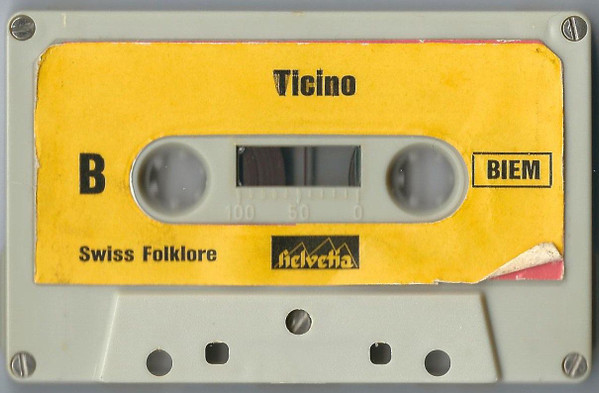 Ticino
B
BIEM
100 50 0
Swiss Folklore
Helvetia